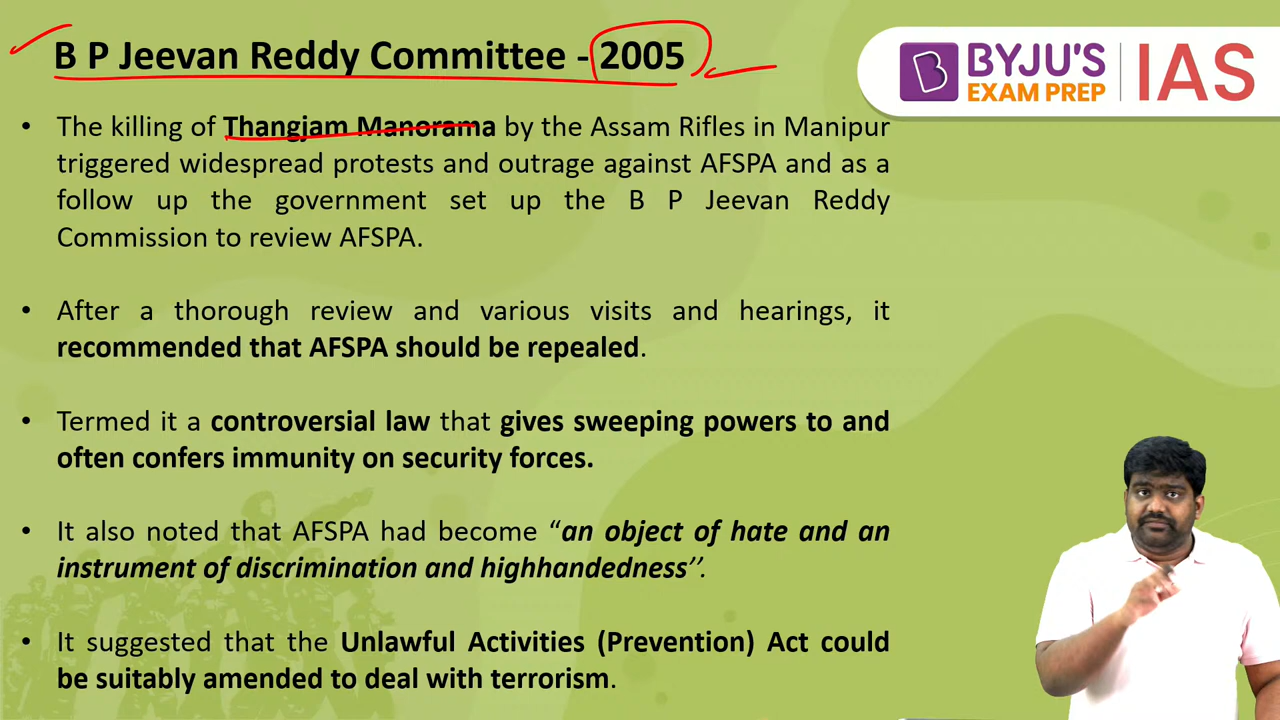 B P Jeevan Reddy Committee - 2005
BYJU'S
EXAM PREP
IAS
• The killing of Thangjam Manorama by the Assam Rifles in Manipur
triggered widespread protests and outrage against AFSPA and as a
follow up the government set up the B P Jeevan Reddy
Commission to review AFSPA.
• After a thorough review and various visits and hearings, it
recommended that AFSPA should be repealed.
• Termed it a controversial law that gives sweeping powers to and
often confers immunity on security forces.
• It also noted that AFSPA had become “an object of hate and an
instrument of discrimination and highhandedness’’.
• It suggested that the Unlawful Activities (Prevention) Act could
be suitably amended to deal with terrorism.